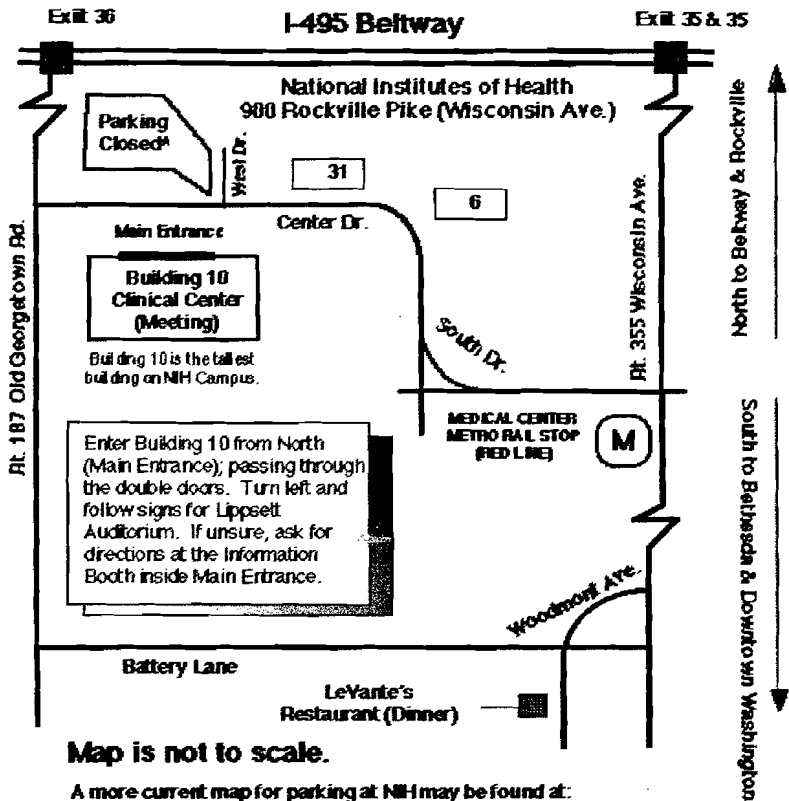 Exit 36
I-495 Beltway
Exit 35 & 35
National Institutes of Health
900 Rockville Pike (Wisconsin Ave.)
Parking
Closed^
West Dr.
31
6
Center Dr.
Main Entrance
Building 10
Clinical Center
(Meeting)
Building 10 is the tallest
building on NIH Campus.
Rt. 187 Old Georgetown Rd.
South Dr.
Rt. 355 Wisconsin Ave.
North to Beltway & Rockville
South to Bethesda & Downtown Washington
MEDICAL CENTER
METRO RAIL STOP
(RED LINE)
M
Enter Building 10 from North
(Main Entrance); passing through
the double doors. Turn left and
follow signs for Lippsett
Auditorium. If unsure, ask for
directions at the Information
Booth inside Main Entrance.
Woodmont Ave.
Battery Lane
LeVante's
Restaurant (Dinner)
Map is not to scale.
A more current map for parking at NIH may be found at: